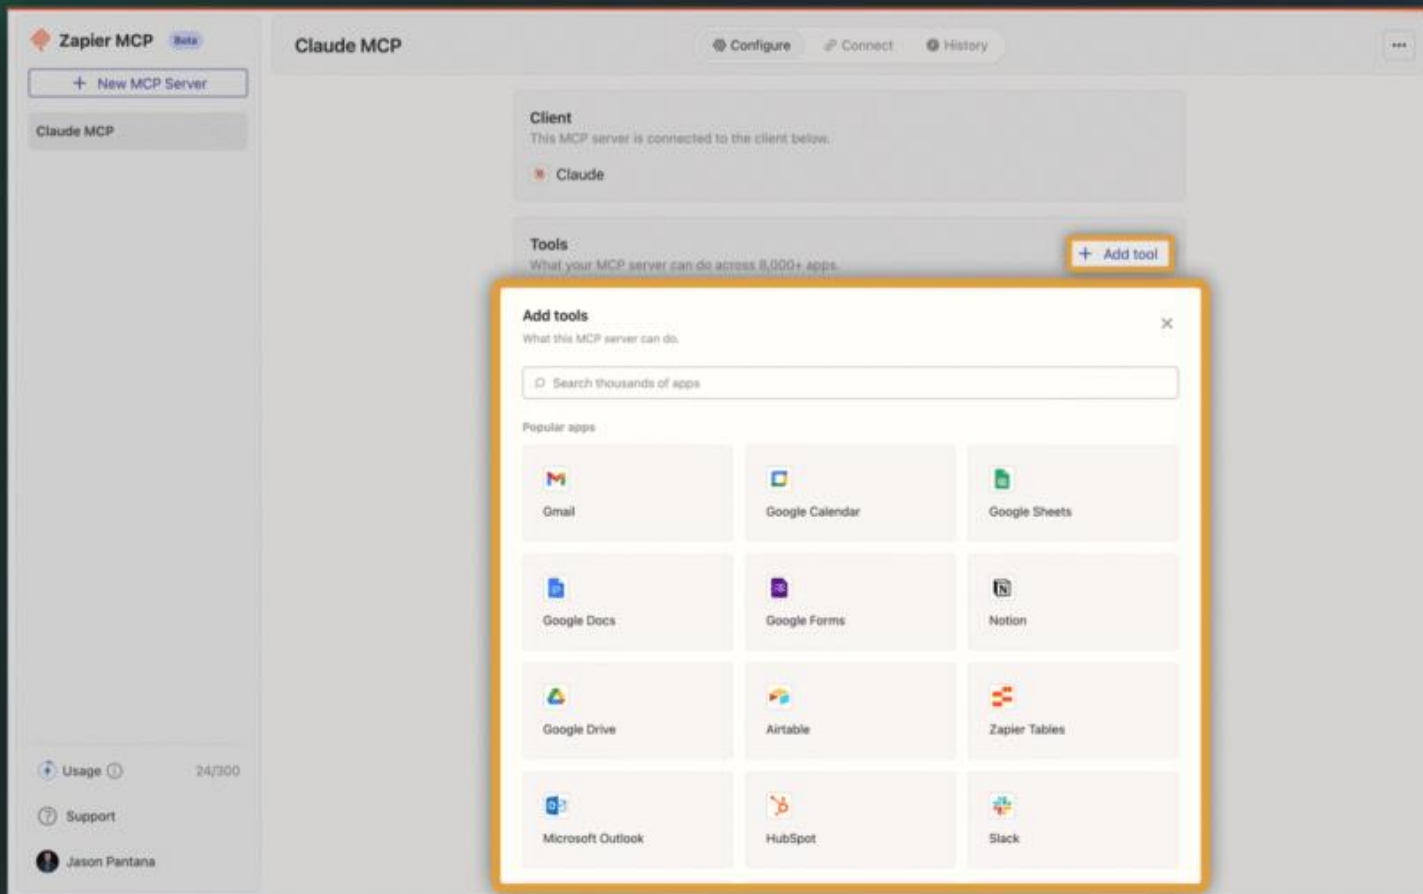 Zapier MCP Beta
+ New MCP Server
Claude MCP
Usage 24/300
Support
Jason Pantana
Claude MCP
Configure Connect History
Client
This MCP server is connected to the client below.
Claude
Tools
What your MCP server can do across 8,000+ apps.
+ Add tool
Add tools
What this MCP server can do.
Search thousands of apps
Popular apps
Gmail Google Calendar Google Sheets
Google Docs Google Forms Notion
Google Drive Airtable Zapier Tables
Microsoft Outlook HubSpot Slack